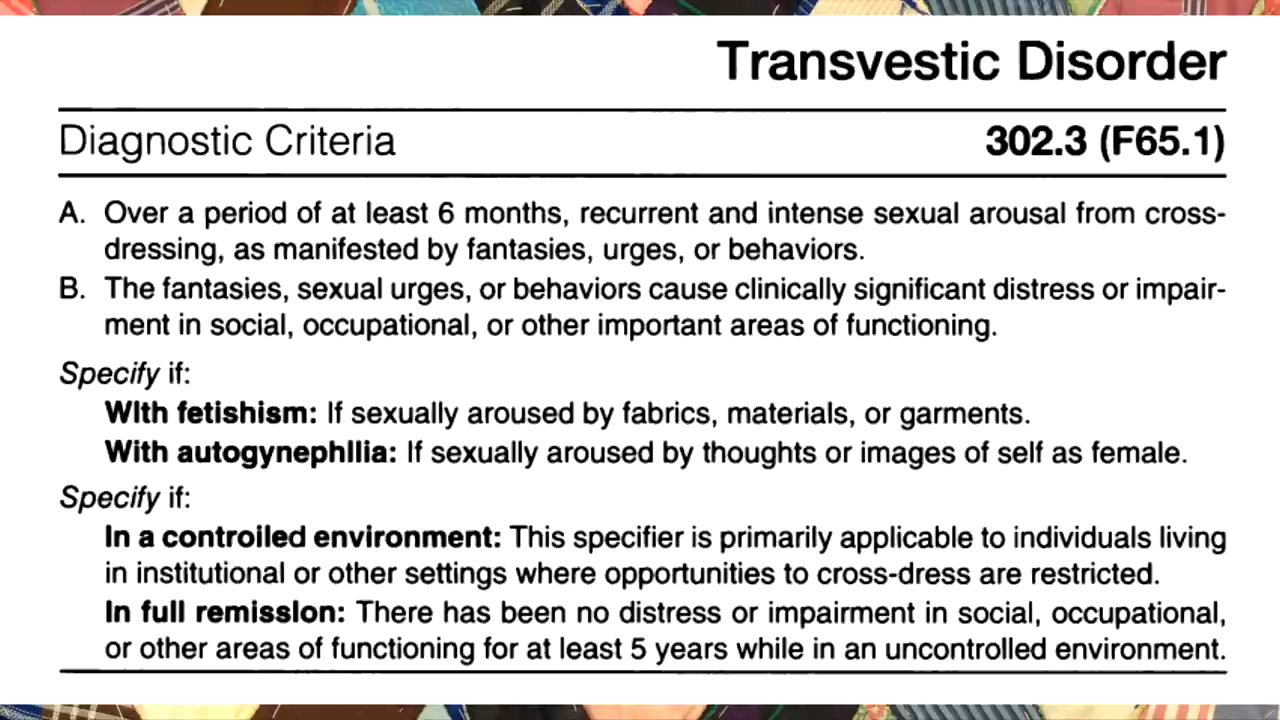 Transvestic Disorder
Diagnostic Criteria 302.3 (F65.1)
A. Over a period of at least 6 months, recurrent and intense sexual arousal from cross-
dressing, as manifested by fantasies, urges, or behaviors.
B. The fantasies, sexual urges, or behaviors cause clinically significant distress or impair-
ment in social, occupational, or other important areas of functioning.
Specify if:
WIth fetishism: If sexually aroused by fabrics, materials, or garments.
With autogynephIlia: If sexually aroused by thoughts or images of self as female.
Specify if:
In a controlled environment: This specifier is primarily applicable to individuals living
in institutional or other settings where opportunities to cross-dress are restricted.
In full remission: There has been no distress or impairment in social, occupational,
or other areas of functioning for at least 5 years while in an uncontrolled environment.